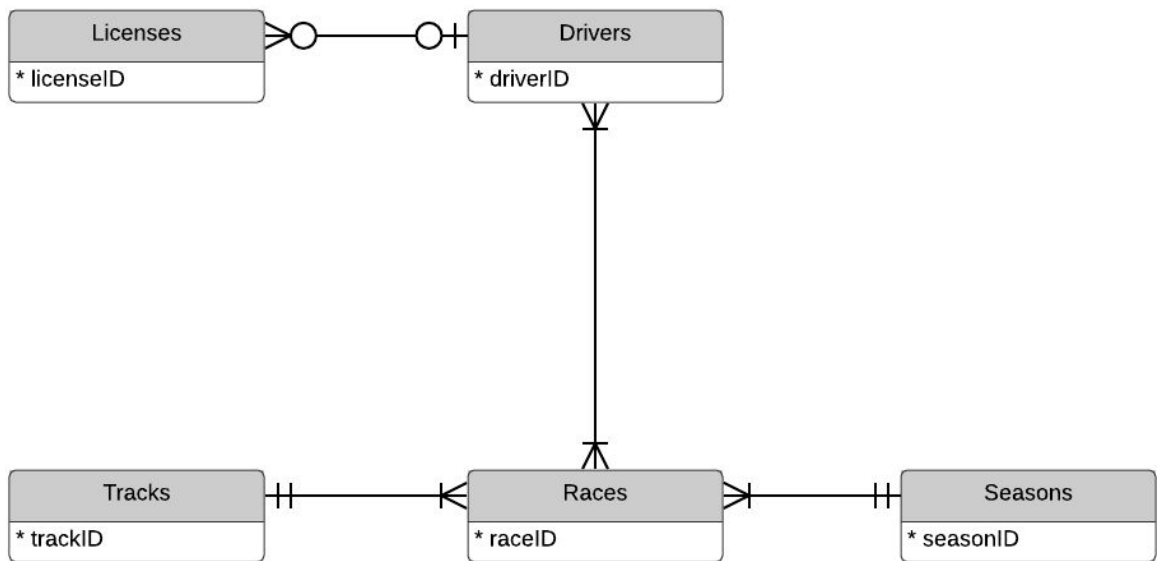 Licenses
* licenseID
Drivers
* driverID
Tracks
* trackID
Races
* raceID
Seasons
* seasonID